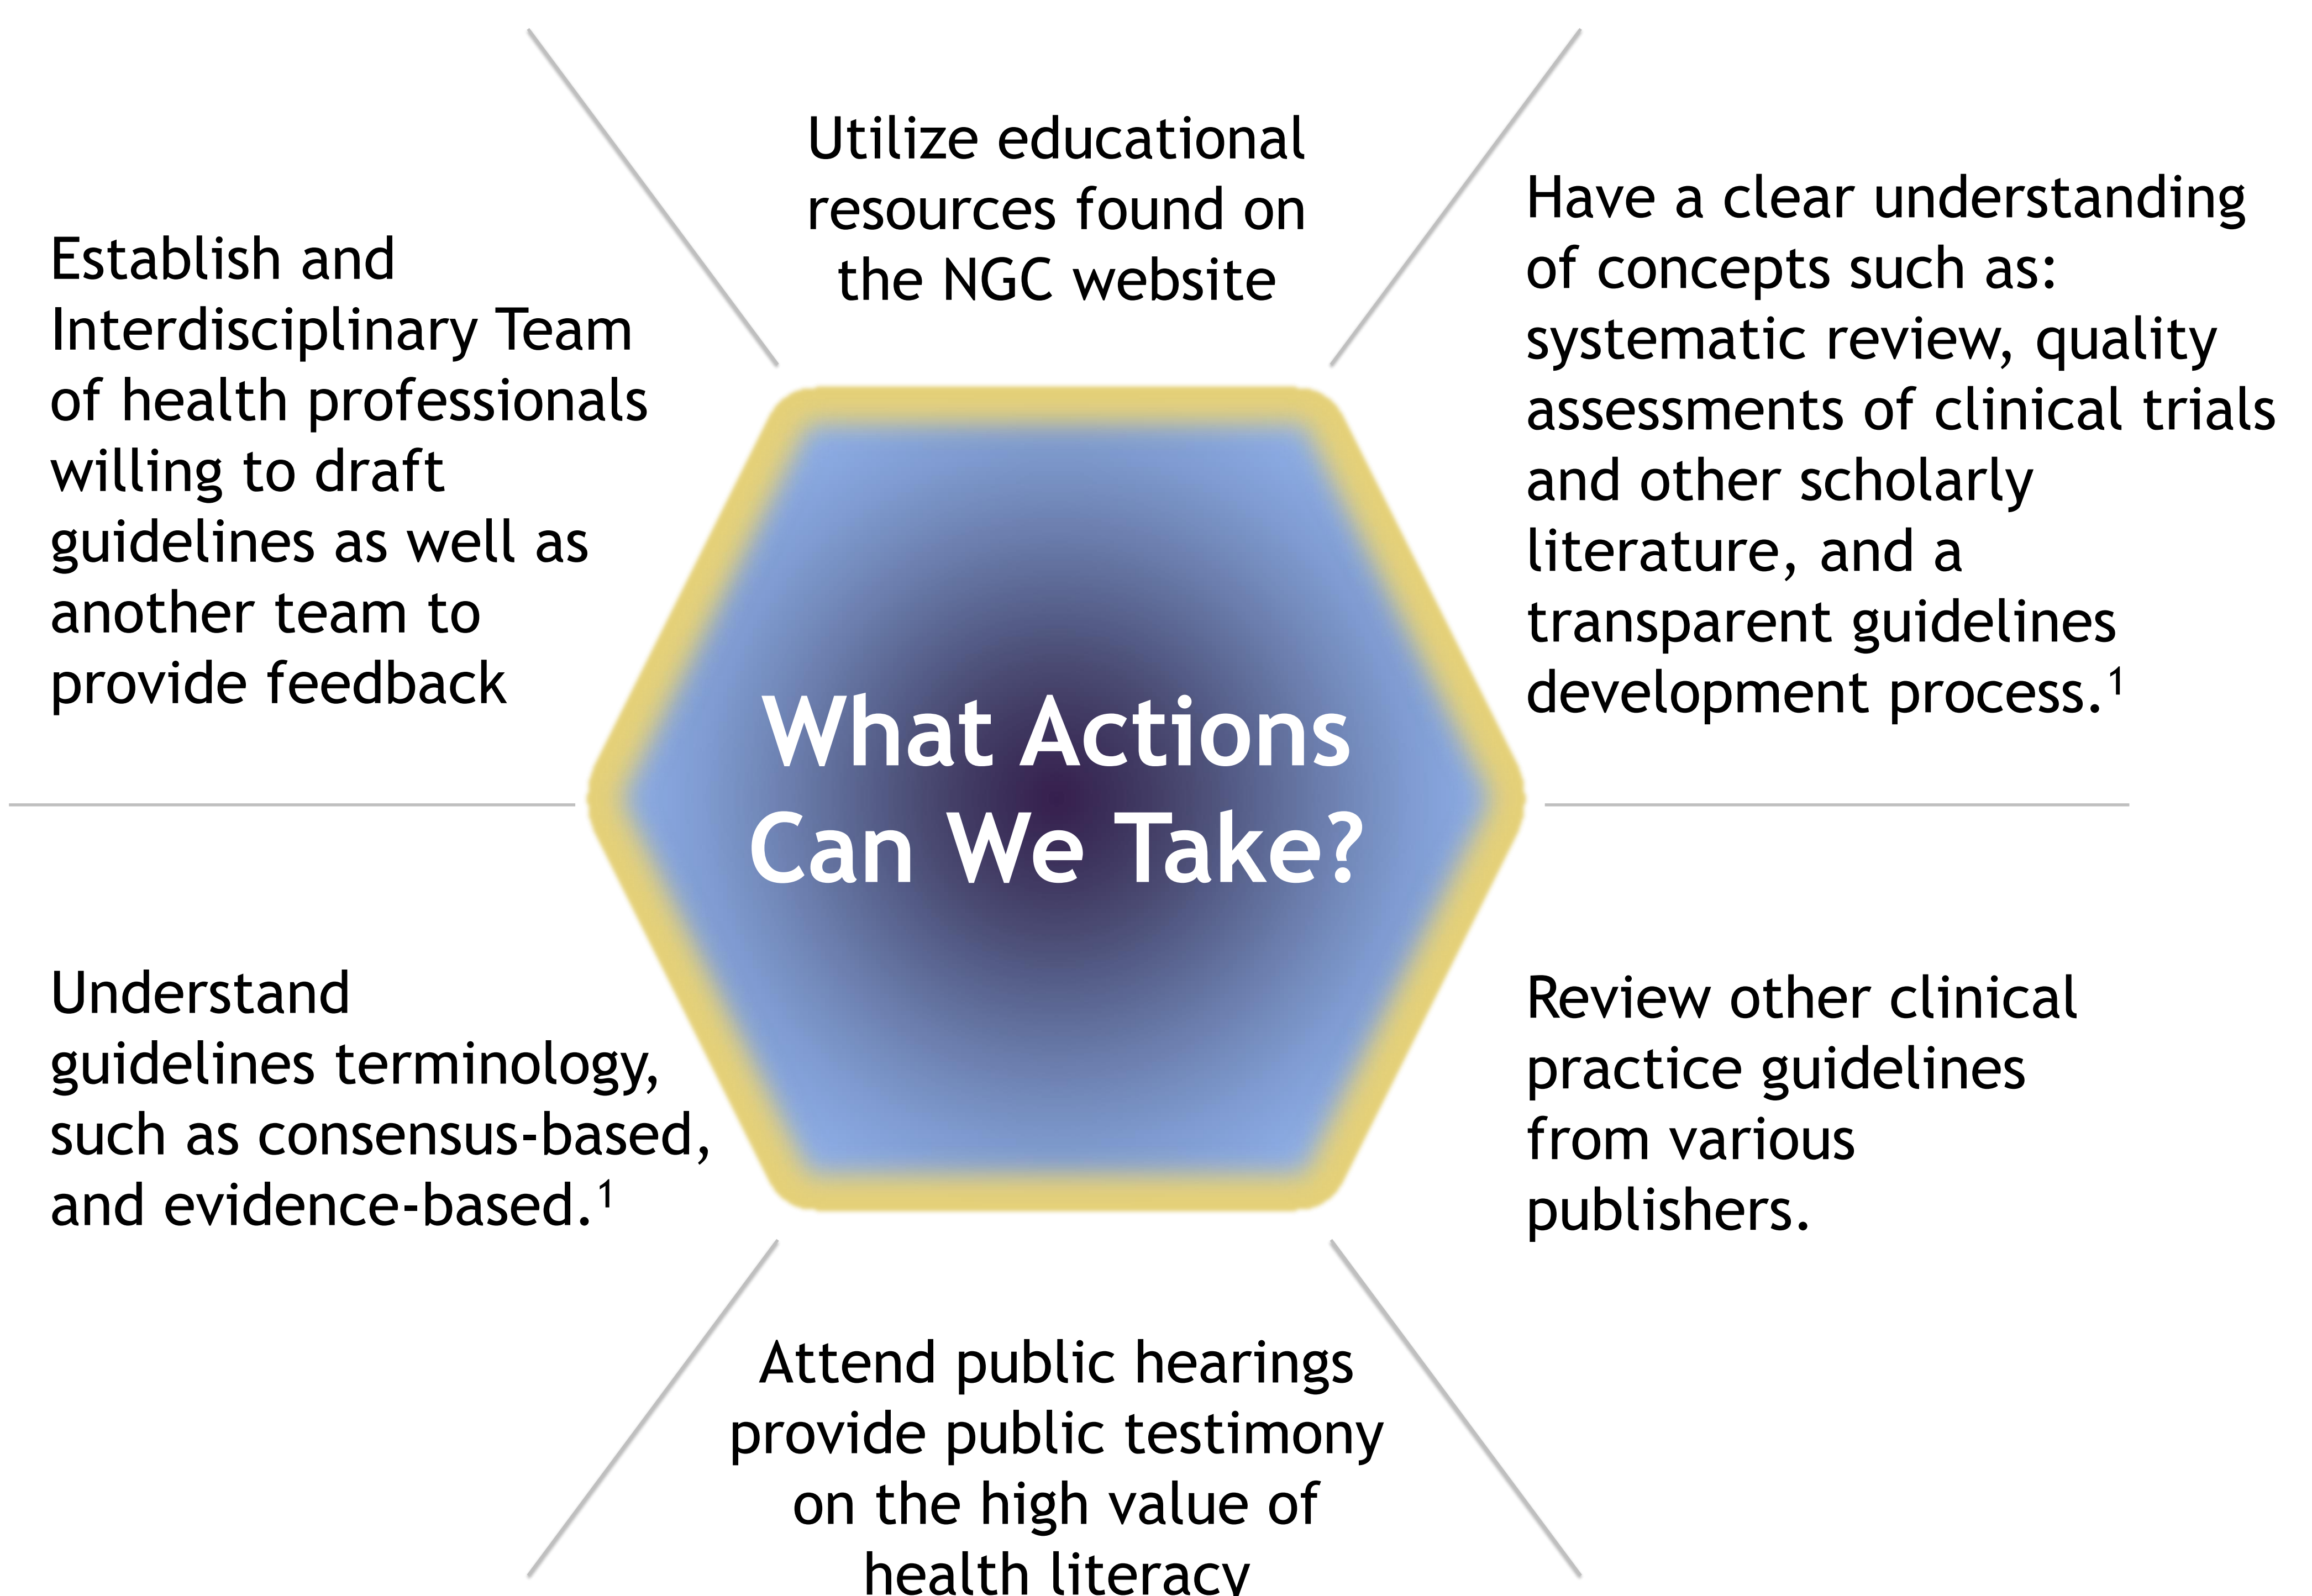 Utilize educational
resources found on
the NGC website
Have a clear understanding
of concepts such as:
systematic review, quality
assessments of clinical trials
and other scholarly
literature, and a
transparent guidelines
development process.¹
Review other clinical
practice guidelines
from various
publishers.
Attend public hearings
provide public testimony
on the high value of
health literacy
Understand
guidelines terminology,
such as consensus-based,
and evidence-based.¹
Establish and
Interdisciplinary Team
of health professionals
willing to draft
guidelines as well as
another team to
provide feedback
What Actions
Can We Take?